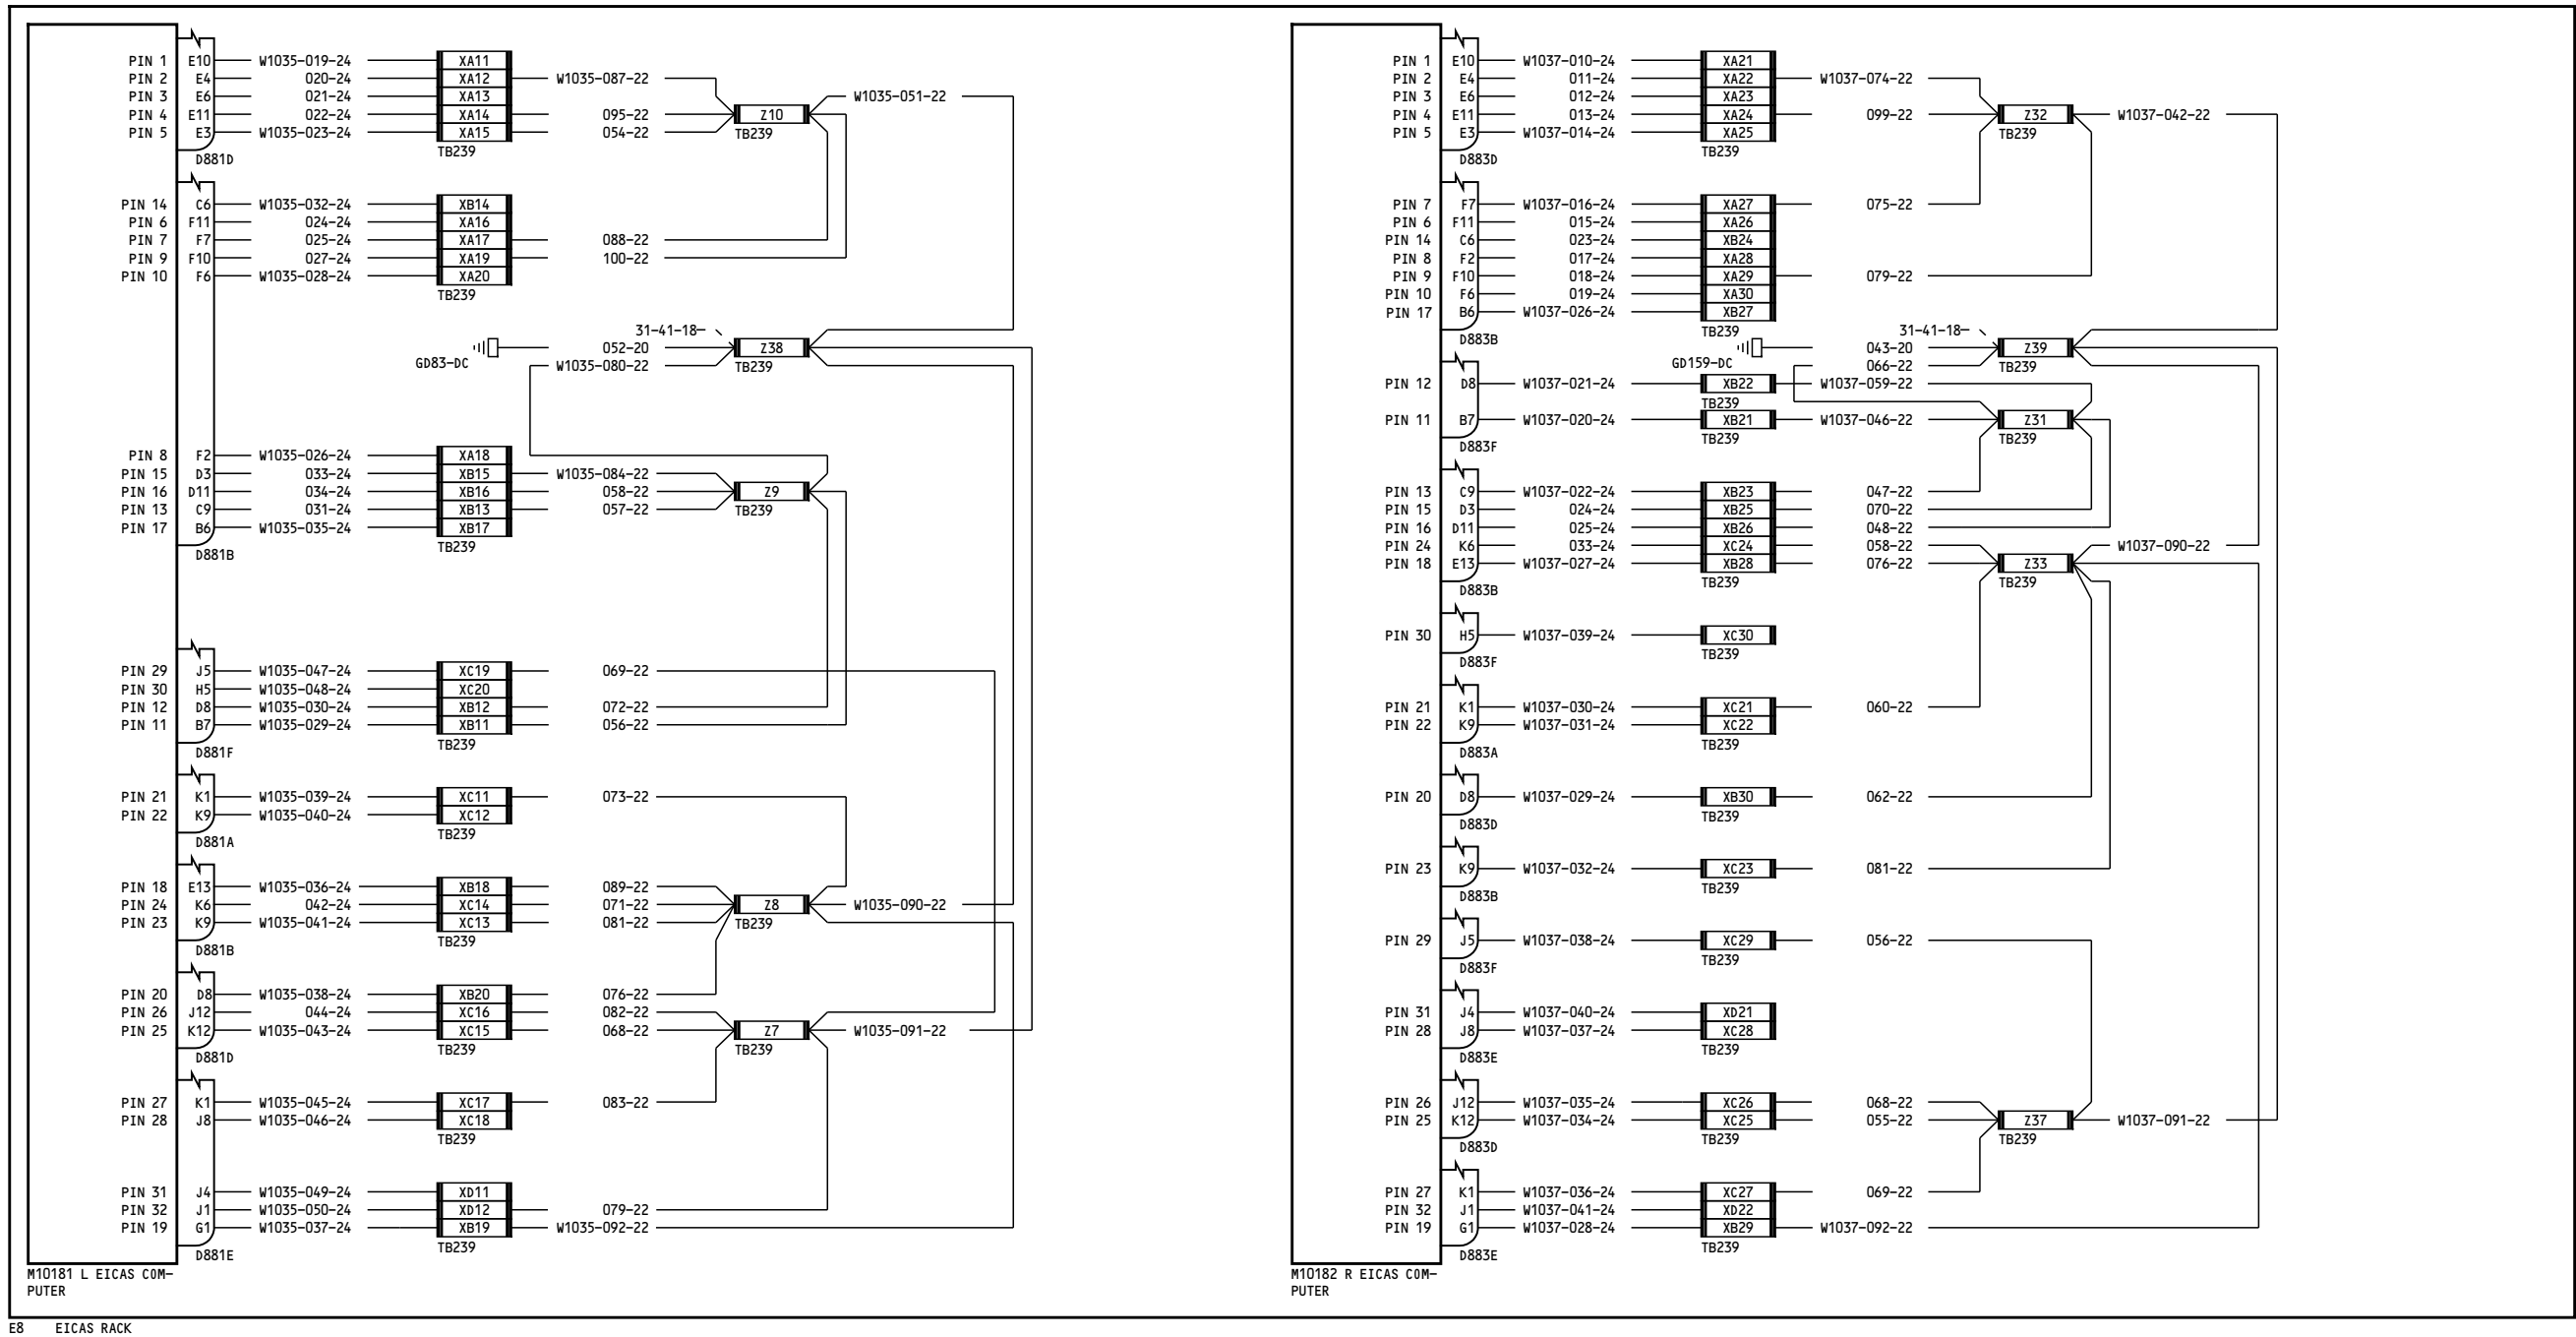 PIN 1 E10 W1035-019-24 XA11
PIN 2 E4 020-24 XA12 W1035-087-22
PIN 3 E6 021-24 XA13 W1035-051-22
PIN 4 E11 022-24 XA14 095-22 Z10
PIN 5 E3 W1035-023-24 XA15 054-22 TB239
TB239
D881D
PIN 14 C6 W1035-032-24 XB14
PIN 6 F11 024-24 XA16
PIN 7 F7 025-24 XA17 088-22
PIN 9 F10 027-24 XA19 100-22
PIN 10 F6 W1035-028-24 XA20
TB239
31-41-18-
052-20 Z38
GD83-DC W1035-080-22 TB239
PIN 8 F2 W1035-026-24 XA18
PIN 15 D3 033-24 XB15 W1035-084-22
PIN 16 D11 034-24 XB16 058-22 Z9
PIN 13 C9 031-24 XB13 057-22 TB239
PIN 17 B6 W1035-035-24 XB17
TB239
D881B
PIN 29 J5 W1035-047-24 XC19 069-22
PIN 30 H5 W1035-048-24 XC20
PIN 12 D8 W1035-030-24 XB12 072-22
PIN 11 B7 W1035-029-24 XB11 056-22
TB239
D881F
PIN 21 K1 W1035-039-24 XC11 073-22
PIN 22 K9 W1035-040-24 XC12
TB239
D881A
PIN 18 E13 W1035-036-24 XB18 089-22
PIN 24 K6 042-24 XC14 071-22 Z8 W1035-090-22
PIN 23 K9 W1035-041-24 XC13 081-22 TB239
TB239
D881B
PIN 20 D8 W1035-038-24 XB20 076-22
PIN 26 J12 044-24 XC16 082-22
PIN 25 K12 W1035-043-24 XC15 068-22 Z7 W1035-091-22
TB239 TB239
D881D
PIN 27 K1 W1035-045-24 XC17 083-22
PIN 28 J8 W1035-046-24 XC18
TB239
PIN 31 J4 W1035-049-24 XD11
PIN 32 J1 W1035-050-24 XD12 079-22
PIN 19 G1 W1035-037-24 XB19 W1035-092-22
TB239
D881E
M10181 L EICAS COM-
PUTER
PIN 1 E10 W1037-010-24 XA21
PIN 2 E4 011-24 XA22 W1037-074-22
PIN 3 E6 012-24 XA23
PIN 4 E11 013-24 XA24 099-22 Z32 W1037-042-22
PIN 5 E3 W1037-014-24 XA25 TB239
TB239
D883D
PIN 7 F7 W1037-016-24 XA27 075-22
PIN 6 F11 015-24 XA26
PIN 14 C6 023-24 XB24
PIN 8 F2 017-24 XA28
PIN 9 F10 018-24 XA29 079-22
PIN 10 F6 019-24 XA30
PIN 17 B6 W1037-026-24 XB27
TB239 31-41-18-
D883B
043-20 Z39
GD159-DC 066-22 TB239
PIN 12 D8 W1037-021-24 XB22 W1037-059-22
TB239
PIN 11 B7 W1037-020-24 XB21 W1037-046-22 Z31
TB239 TB239
D883F
PIN 13 C9 W1037-022-24 XB23 047-22
PIN 15 D3 024-24 XB25 070-22
PIN 16 D11 025-24 XB26 048-22
PIN 24 K6 033-24 XC24 058-22 W1037-090-22
PIN 18 E13 W1037-027-24 XB28 076-22 Z33
TB239 TB239
D883B
PIN 30 H5 W1037-039-24 XC30
TB239
D883F
PIN 21 K1 W1037-030-24 XC21 060-22
PIN 22 K9 W1037-031-24 XC22
TB239
D883A
PIN 20 D8 W1037-029-24 XB30 062-22
TB239
D883D
PIN 23 K9 W1037-032-24 XC23 081-22
TB239
D883B
PIN 29 J5 W1037-038-24 XC29 056-22
TB239
D883F
PIN 31 J4 W1037-040-24 XD21
PIN 28 J8 W1037-037-24 XC28
TB239
D883E
PIN 26 J12 W1037-035-24 XC26 068-22
PIN 25 K12 W1037-034-24 XC25 055-22 Z37 W1037-091-22
TB239 TB239
D883D
PIN 27 K1 W1037-036-24 XC27 069-22
PIN 32 J1 W1037-041-24 XD22
PIN 19 G1 W1037-028-24 XB29 W1037-092-22
TB239
D883E
M10182 R EICAS COM-
PUTER
E8 EICAS RACK